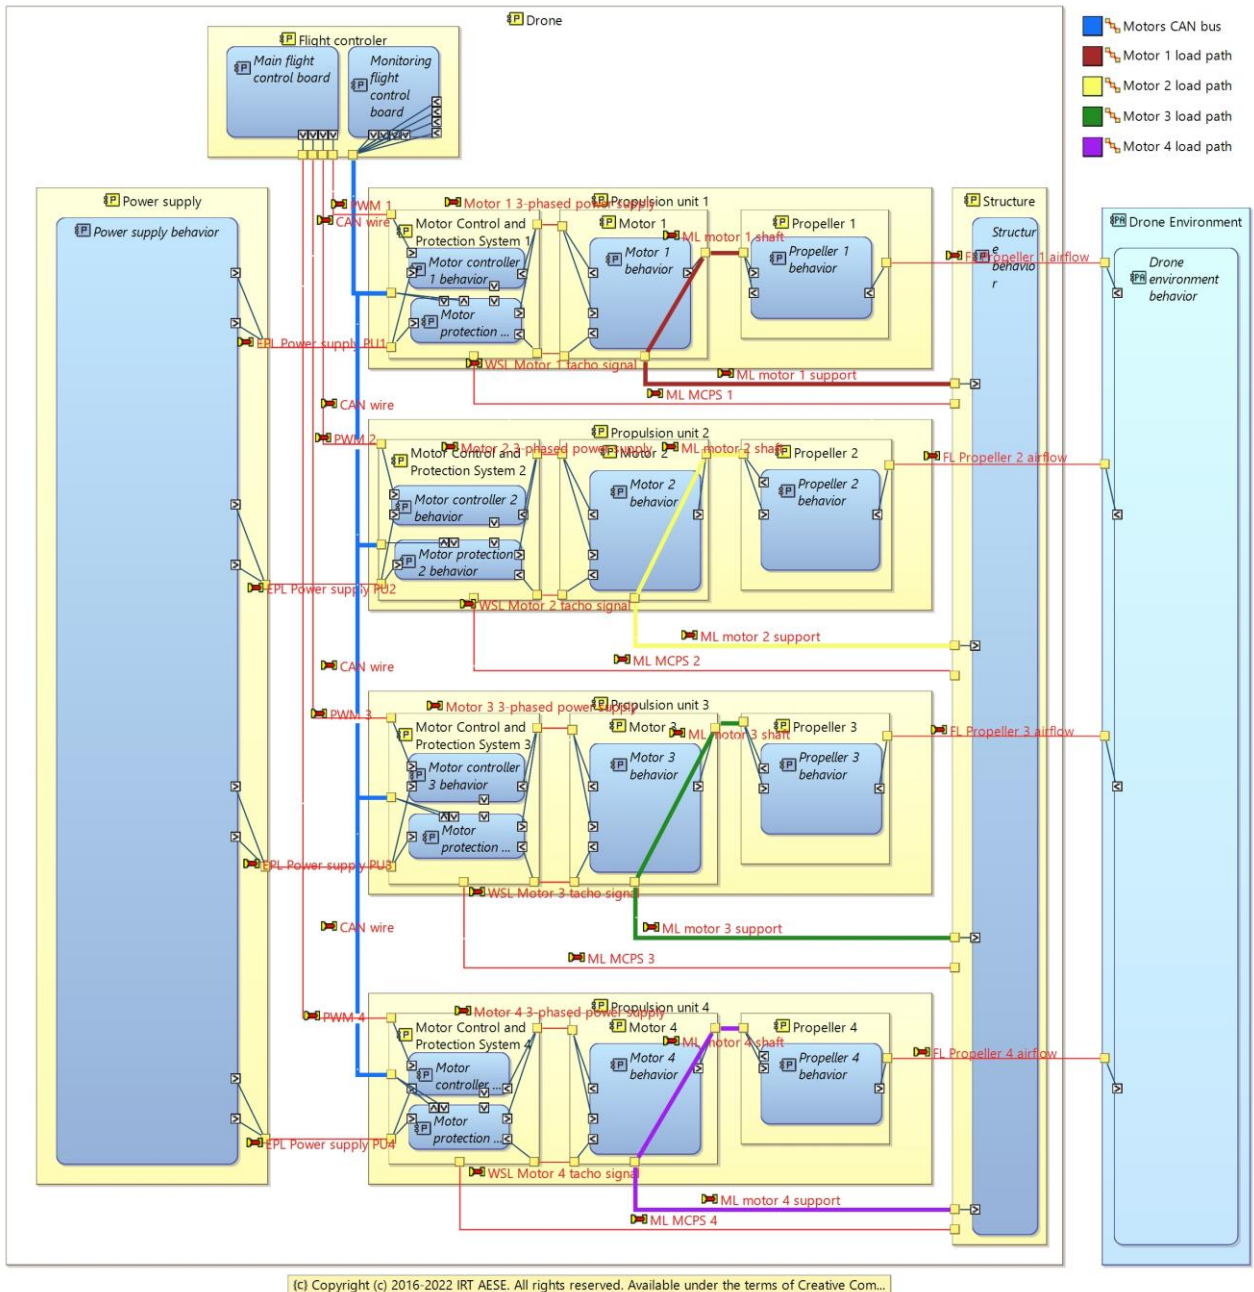 Drone
Motors CAN bus
Motor 1 load path
Motor 2 load path
Motor 3 load path
Motor 4 load path
Flight controler
Main flight
control board
Monitoring
flight
control
board
Power supply
Power supply behavior
Structure
Structur
e
behavio
r
Drone Environment
Drone
environment
behavior
Propulsion unit 1
PWM 1
CAN wire
Motor 1 3-phased power supply
Motor Control and
Protection System 1
Motor controller
1 behavior
Motor
protection ...
Motor 1
Motor 1
behavior
ML motor 1 shaft
Propeller 1
Propeller 1
behavior
FL Propeller 1 airflow
EPL Power supply PU1
WSL Motor 1 tacho signal
ML motor 1 support
ML MCPS 1
CAN wire
Propulsion unit 2
PWM 2
Motor 2 3-phased power supply
Motor Control and
Protection System 2
Motor controller 2
behavior
Motor protection
2 behavior
Motor 2
Motor 2
behavior
ML motor 2 shaft
Propeller 2
Propeller 2
behavior
FL Propeller 2 airflow
EPL Power supply PU2
WSL Motor 2 tacho signal
ML motor 2 support
ML MCPS 2
CAN wire
Propulsion unit 3
PWM 3
Motor 3 3-phased power supply
Motor Control and
Protection System 3
Motor controller
3 behavior
Motor
protection ...
Motor 3
Motor 3
behavior
ML motor 3 shaft
Propeller 3
Propeller 3
behavior
FL Propeller 3 airflow
EPL Power supply PU3
WSL Motor 3 tacho signal
ML motor 3 support
ML MCPS 3
CAN wire
Propulsion unit 4
PWM 4
Motor 4 3-phased power supply
Motor Control and
Protection System 4
Motor
controller ...
Motor
protection ...
Motor 4
Motor 4
behavior
ML motor 4 shaft
Propeller 4
Propeller 4
behavior
FL Propeller 4 airflow
EPL Power supply PU4
WSL Motor 4 tacho signal
ML motor 4 support
ML MCPS 4
(c) Copyright (c) 2016-2022 IRT AESE. All rights reserved. Available under the terms of Creative Com...